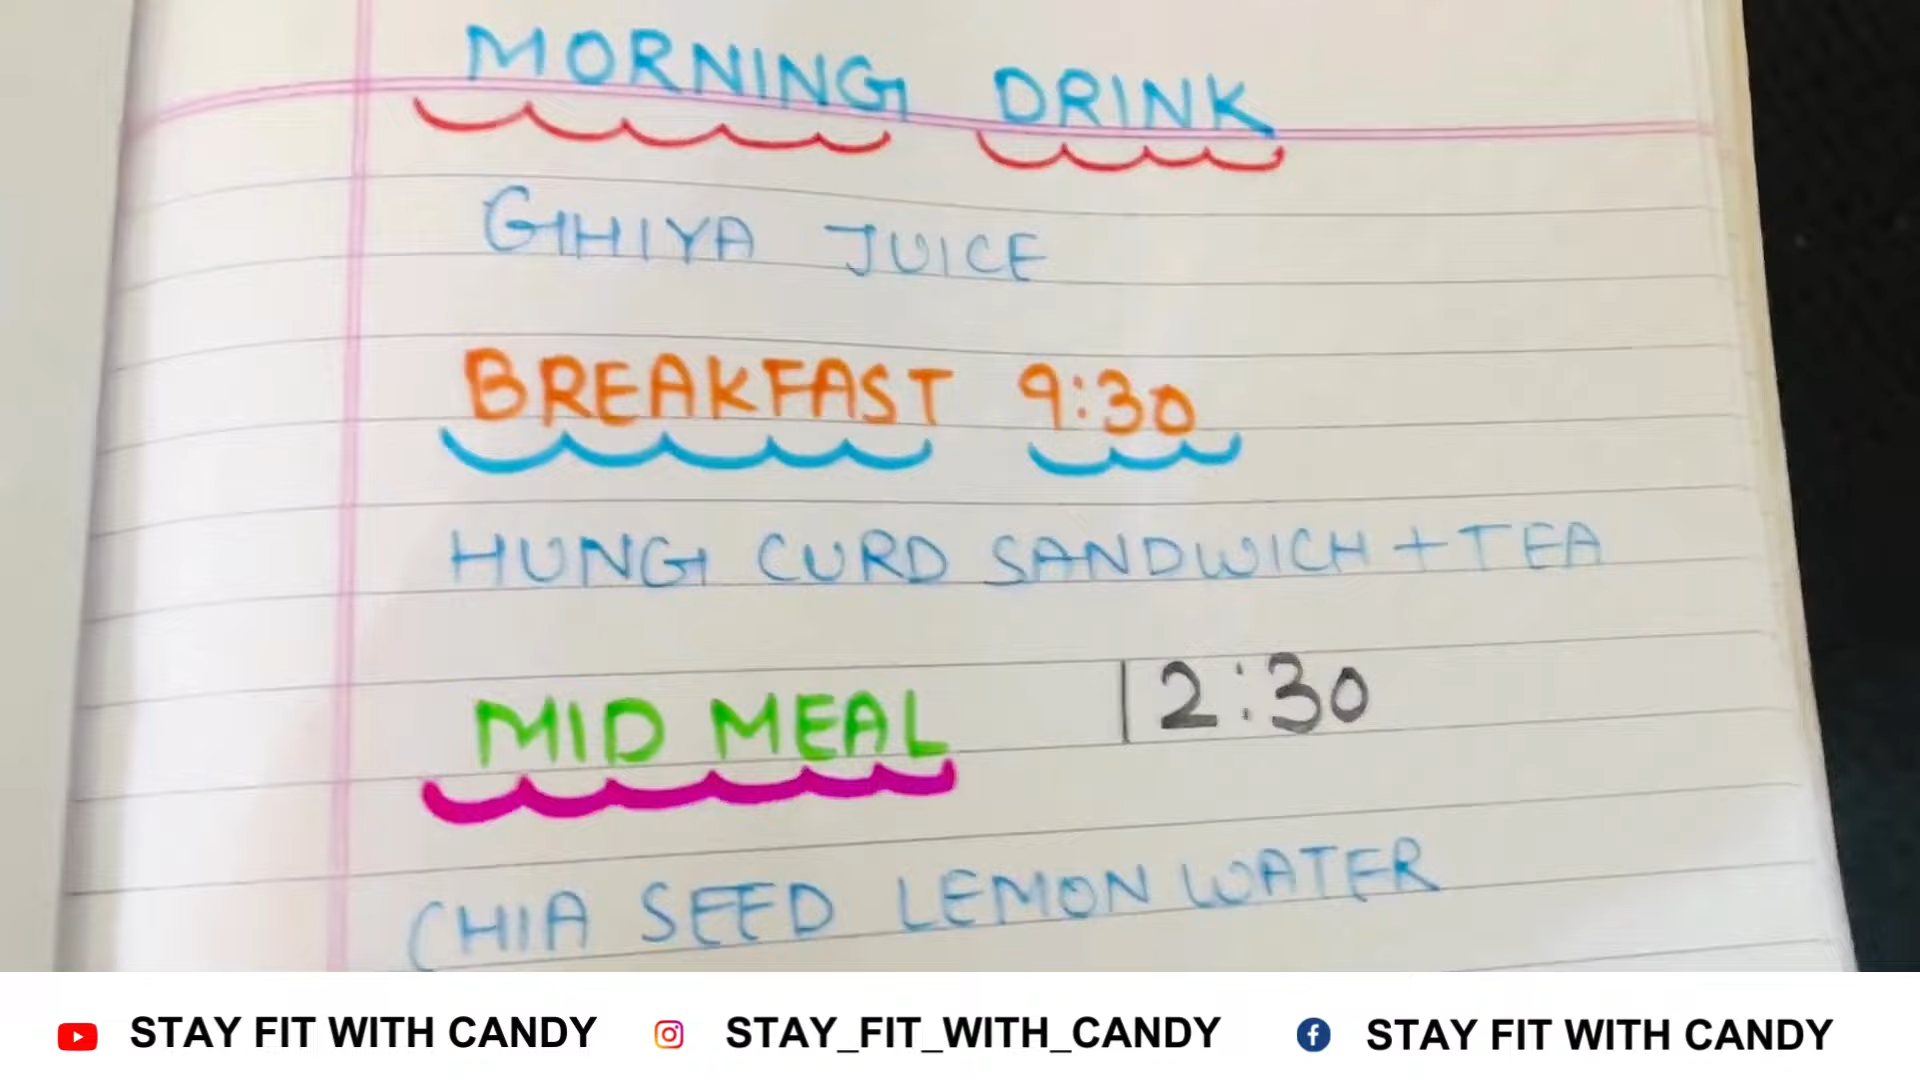 MORNING DRINK
GHIYA JUICE
BREAKFAST 9:30
HUNG CURD SANDWICH + TEA
MID MEAL 12:30
CHIA SEED LEMON WATER
STAY FIT WITH CANDY STAY_FIT_WITH_CANDY STAY FIT WITH CANDY